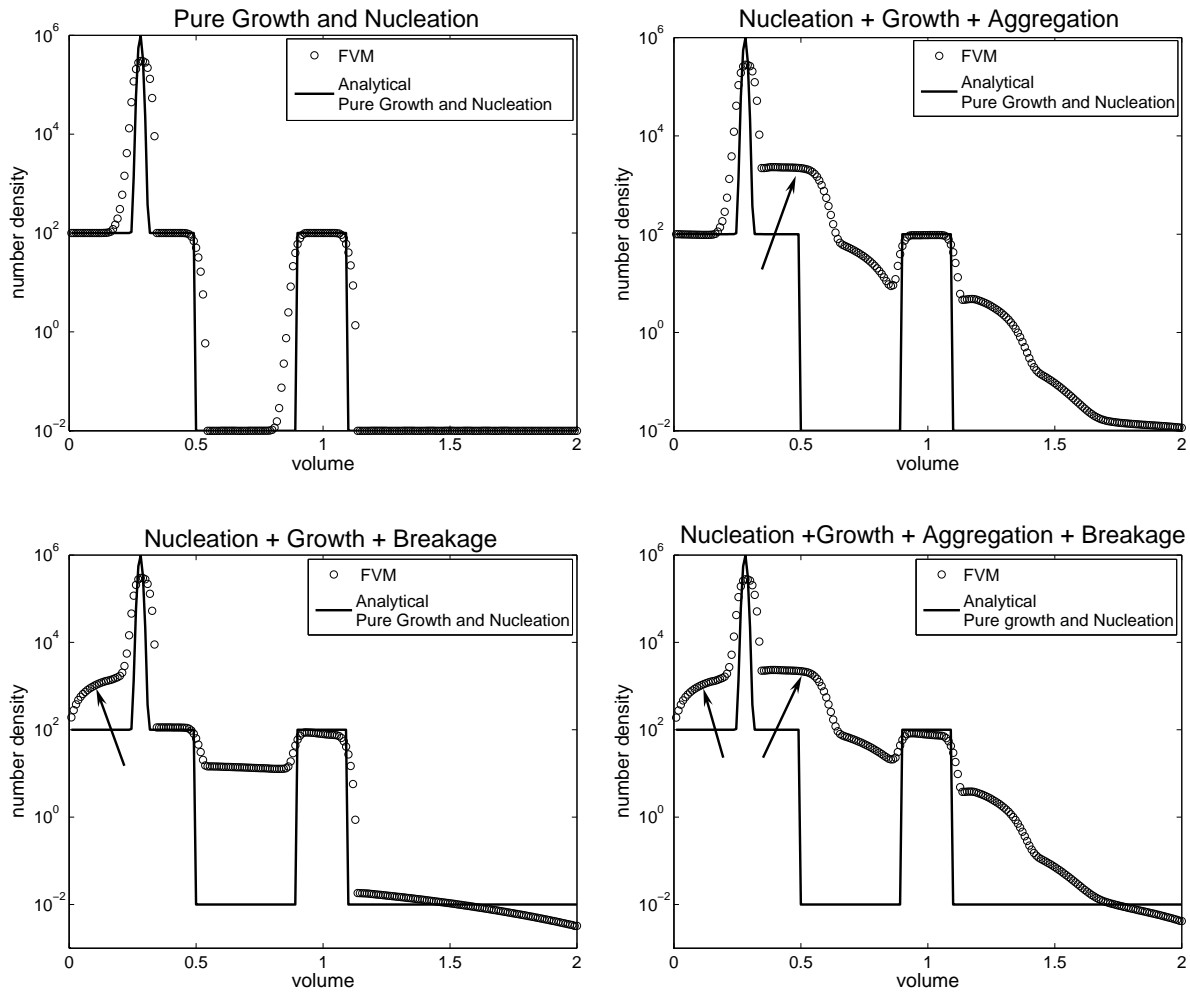 Pure Growth and Nucleation
10^6
10^4
10^2
10^0
10^-2
number density
FVM
Analytical
Pure Growth and Nucleation
0 0.5 1 1.5 2
volume
Nucleation + Growth + Aggregation
10^6
10^4
10^2
10^0
10^-2
number density
FVM
Analytical
Pure Growth and Nucleation
0 0.5 1 1.5 2
volume
Nucleation + Growth + Breakage
10^6
10^4
10^2
10^0
10^-2
number density
FVM
Analytical
Pure Growth and Nucleation
0 0.5 1 1.5 2
volume
Nucleation +Growth + Aggregation + Breakage
10^6
10^4
10^2
10^0
10^-2
number density
FVM
Analytical
Pure growth and Nucleation
0 0.5 1 1.5 2
volume